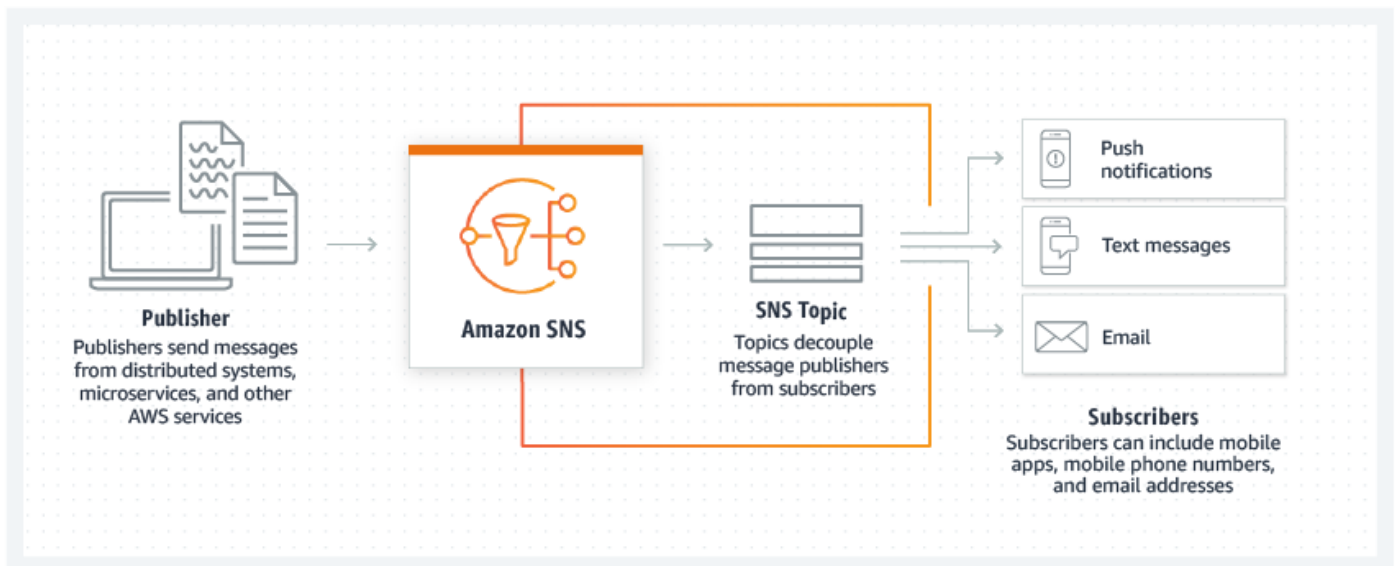 Publisher
Publishers send messages
from distributed systems,
microservices, and other
AWS services
Amazon SNS
SNS Topic
Topics decouple
message publishers
from subscribers
Push
notifications
Text messages
Email
Subscribers
Subscribers can include mobile
apps, mobile phone numbers,
and email addresses